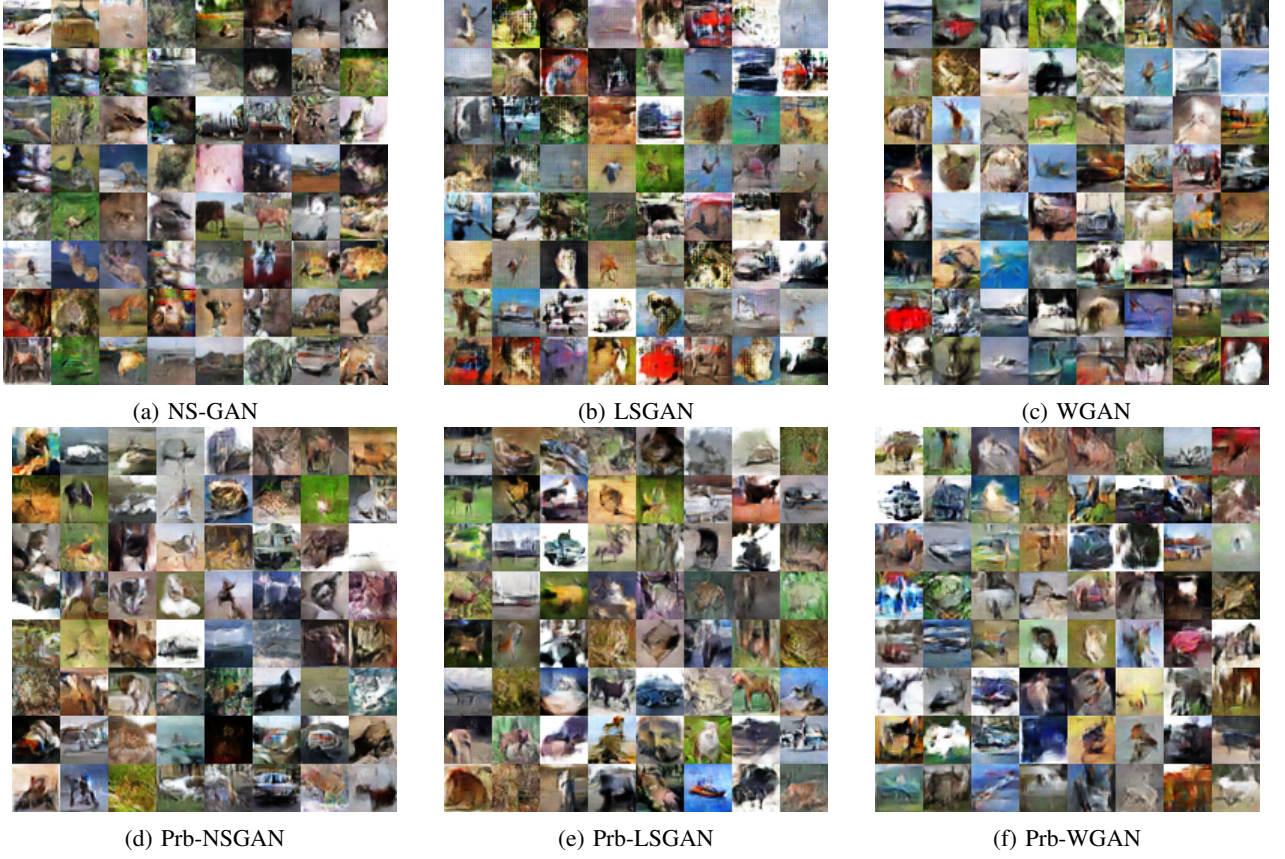 (a) NS-GAN
(b) LSGAN
(c) WGAN
(d) Prb-NSGAN
(e) Prb-LSGAN
(f) Prb-WGAN